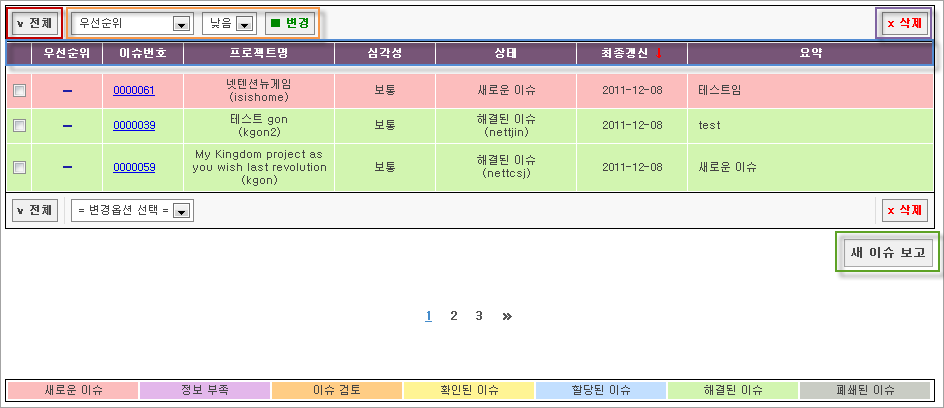 v 전체 우선순위 낮음 ■ 변경 x 삭제
우선순위 이슈번호 프로젝트명 심각성 상태 최종갱신 ↓ 요약
– 0000061 넷텐션뉴게임 보통 새로운 이슈 2011-12-08 테스트임
(isishome)
– 0000039 테스트 gon 보통 해결된 이슈 2011-12-08 test
(kgon2) (nettjin)
My Kingdom project as
– 0000059 you wish last revolution 보통 해결된 이슈 2011-12-08 새로운 이슈
(kgon) (nettcsj)
v 전체 = 변경옵션 선택 = x 삭제
새 이슈 보고
1 2 3 »
새로운 이슈 정보 부족 이슈 검토 확인된 이슈 할당된 이슈 해결된 이슈 폐쇄된 이슈